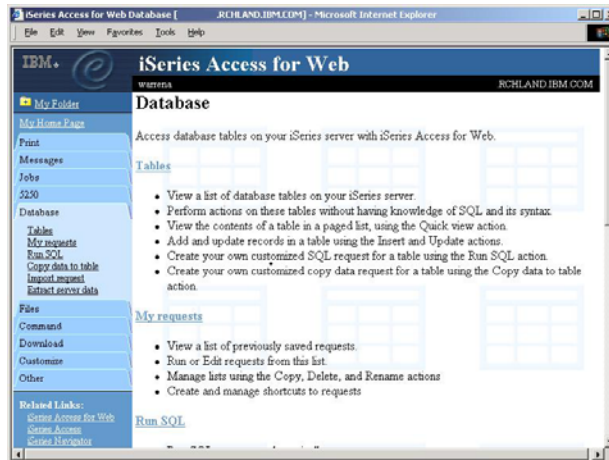 iSeries Access for Web Database [ .RCHLAND.IBM.COM] - Microsoft Internet Explorer
File Edit View Favorites Tools Help
IBM
iSeries Access for Web
warrena RCHLAND.IBM.COM
My Folder
My Home Page
Print
Messages
Jobs
5250
Database
Tables
My requests
Run SQL
Copy data to table
Import request
Extract server data
Files
Command
Download
Customize
Other
Related Links:
iSeries Access for Web
iSeries Access
iSeries Navigator
Database
Access database tables on your iSeries server with iSeries Access for Web.
Tables
• View a list of database tables on your iSeries server.
• Perform actions on these tables without having knowledge of SQL and its syntax.
• View the contents of a table in a paged list, using the Quick view action.
• Add and update records in a table using the Insert and Update actions.
• Create your own customized SQL request for a table using the Run SQL action.
• Create your own customized copy data request for a table using the Copy data to table
action.
My requests
• View a list of previously saved requests.
• Run or Edit requests from this list.
• Manage lists using the Copy, Delete, and Rename actions
• Create and manage shortcuts to requests
Run SQL